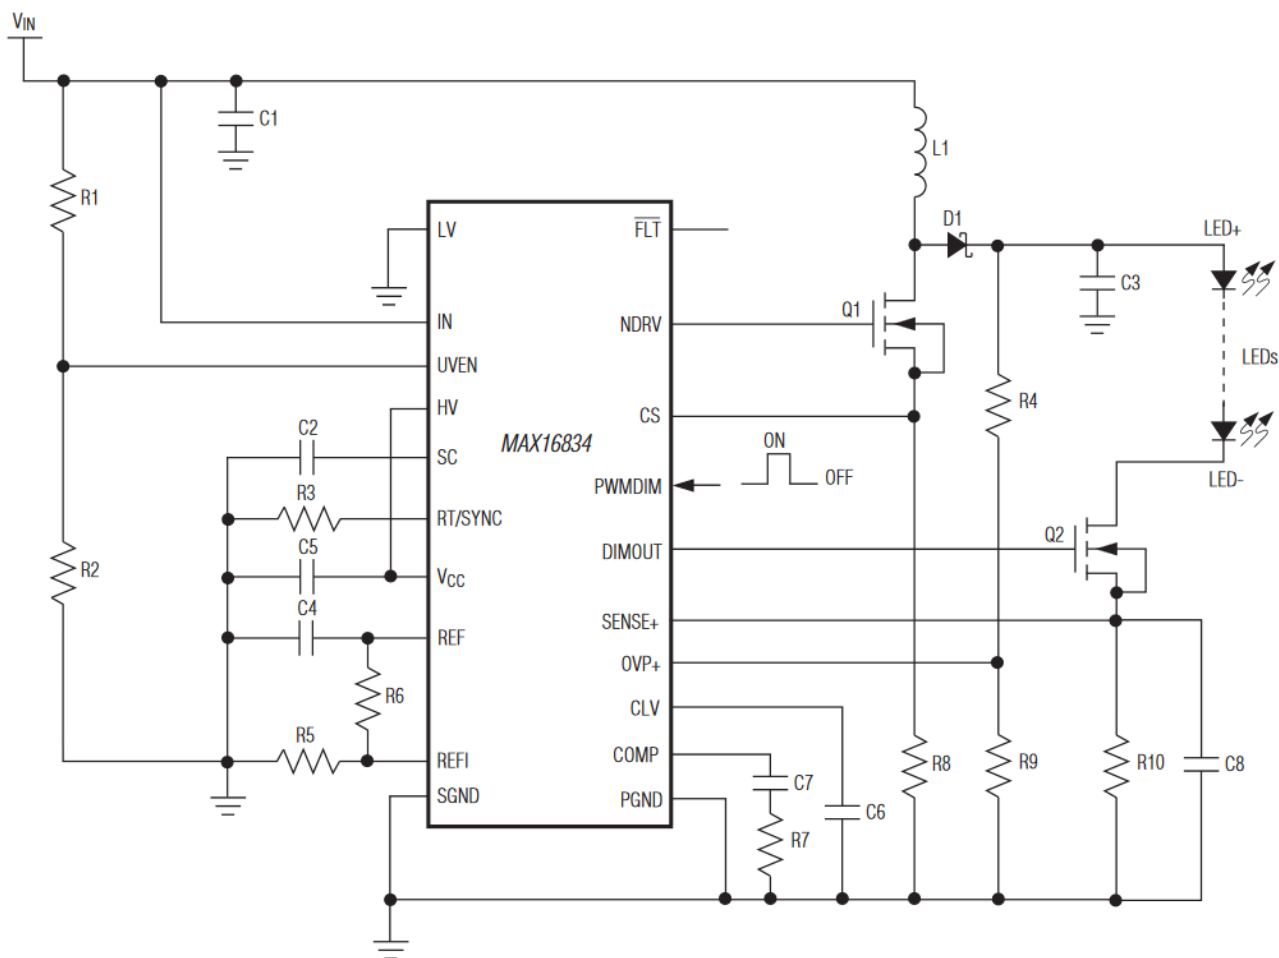 VIN
C1
L1
R1
D1
LED+
LV
FLT
C3
Q1
IN
NDRV
LEDs
UVEN
R4
HV
CS
C2
MAX16834
ON
SC
OFF
LED-
R3
PWMDIM
RT/SYNC
Q2
C5
DIMOUT
R2
VCC
C4
SENSE+
REF
OVP+
R6
CLV
R5
COMP
REFI
R8
R9
R10
C8
C7
SGND
PGND
C6
R7